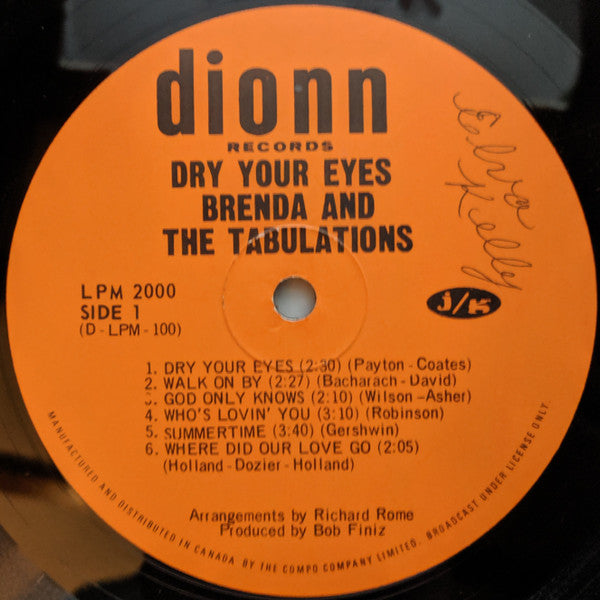 dionn
RECORDS
DRY YOUR EYES
BRENDA AND
THE TABULATIONS
Elva
Kelly
LPM 2000
SIDE 1
(D-LPM-100)
j/k
1. DRY YOUR EYES (2:30) (Payton-Coates)
2. WALK ON BY (2:27) (Bacharach-David)
3. GOD ONLY KNOWS (2:10) (Wilson-Asher)
4. WHO'S LOVIN' YOU (3:10) (Robinson)
5. SUMMERTIME (3:40) (Gershwin)
6. WHERE DID OUR LOVE GO (2:05)
(Holland-Dozier-Holland)
Arrangements by Richard Rome
Produced by Bob Finiz
MANUFACTURED AND DISTRIBUTED IN CANADA BY THE COMPO COMPANY LIMITED, BROADCAST UNDER LICENSE ONLY.